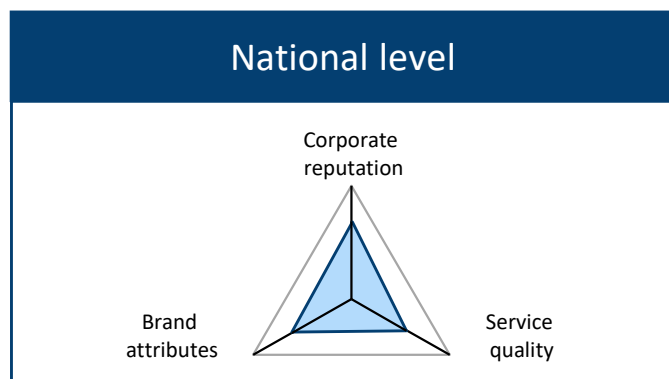 National level
Corporate
reputation
Brand
attributes
Service
quality